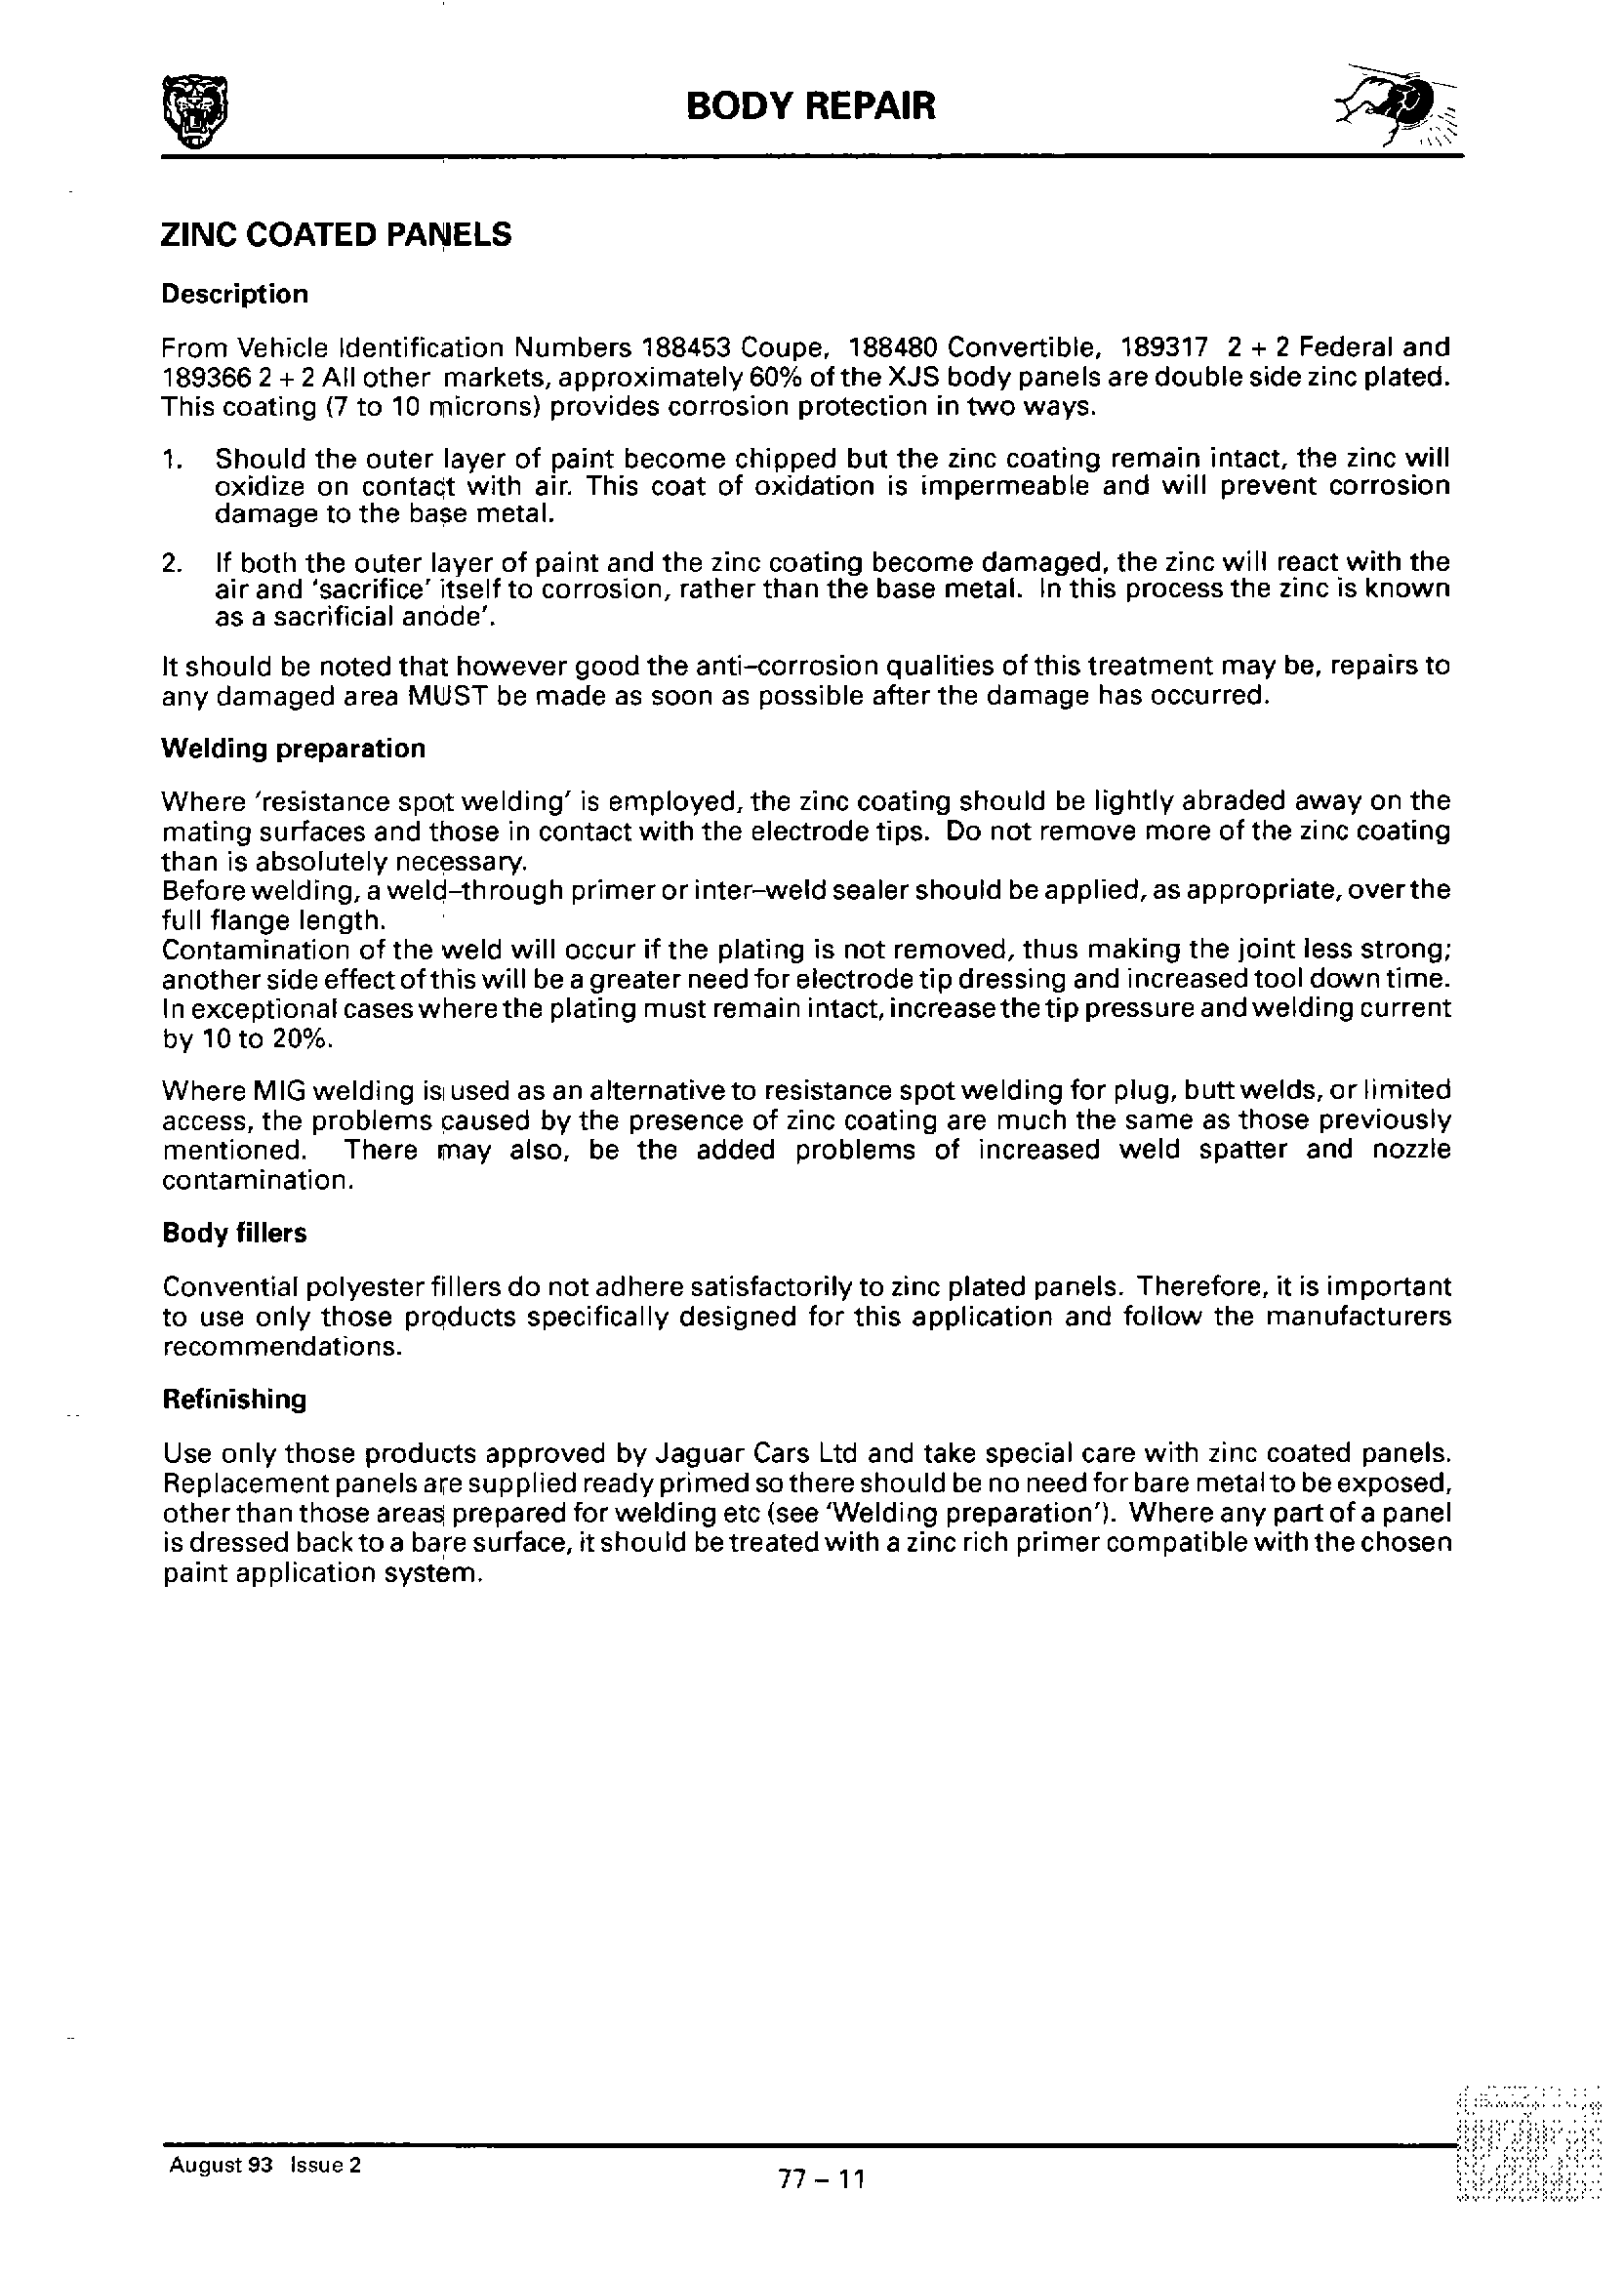 BODY REPAIR
ZINC COATED PANELS
Description
From Vehicle Identification Numbers 188453 Coupe, 188480 Convertible, 189317 2 + 2 Federal and
189366 2 + 2 All other markets, approximately 60% of the XJS body panels are double side zinc plated.
This coating (7 to 10 microns) provides corrosion protection in two ways.
1. Should the outer layer of paint become chipped but the zinc coating remain intact, the zinc will
oxidize on contact with air. This coat of oxidation is impermeable and will prevent corrosion
damage to the base metal.
2. If both the outer layer of paint and the zinc coating become damaged, the zinc will react with the
air and 'sacrifice' itself to corrosion, rather than the base metal. In this process the zinc is known
as a sacrificial anode'.
It should be noted that however good the anti-corrosion qualities of this treatment may be, repairs to
any damaged area MUST be made as soon as possible after the damage has occurred.
Welding preparation
Where 'resistance spot welding' is employed, the zinc coating should be lightly abraded away on the
mating surfaces and those in contact with the electrode tips. Do not remove more of the zinc coating
than is absolutely necessary.
Before welding, a weld-through primer or inter-weld sealer should be applied, as appropriate, over the
full flange length.
Contamination of the weld will occur if the plating is not removed, thus making the joint less strong;
another side effect of this will be a greater need for electrode tip dressing and increased tool down time.
In exceptional cases where the plating must remain intact, increase the tip pressure and welding current
by 10 to 20%.
Where MIG welding is used as an alternative to resistance spot welding for plug, butt welds, or limited
access, the problems caused by the presence of zinc coating are much the same as those previously
mentioned. There may also, be the added problems of increased weld spatter and nozzle
contamination.
Body fillers
Convential polyester fillers do not adhere satisfactorily to zinc plated panels. Therefore, it is important
to use only those products specifically designed for this application and follow the manufacturers
recommendations.
Refinishing
Use only those products approved by Jaguar Cars Ltd and take special care with zinc coated panels.
Replacement panels are supplied ready primed so there should be no need for bare metal to be exposed,
other than those areas prepared for welding etc (see 'Welding preparation'). Where any part of a panel
is dressed back to a bare surface, it should be treated with a zinc rich primer compatible with the chosen
paint application system.
August 93 Issue 2
77 – 11